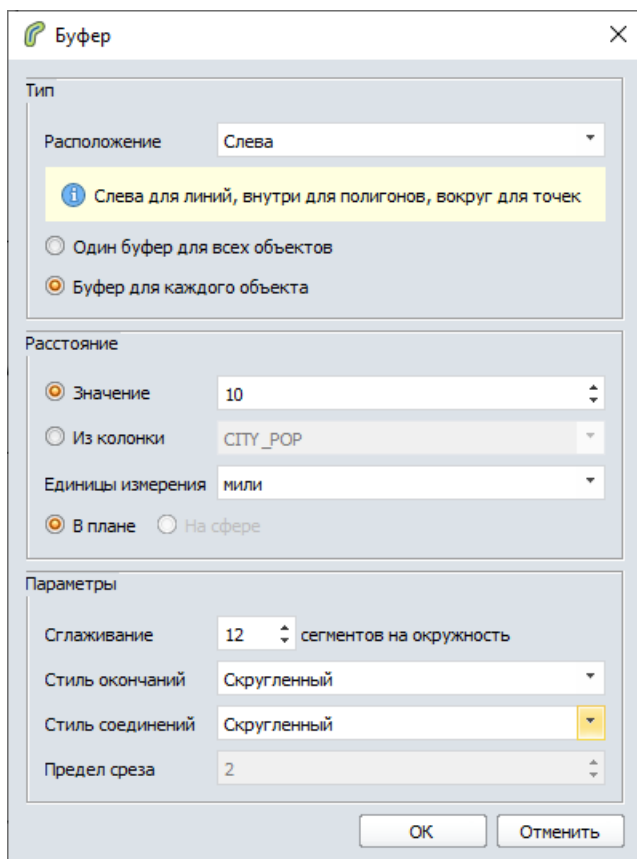 Буфер
Тип
Расположение Слева
Слева для линий, внутри для полигонов, вокруг для точек
Один буфер для всех объектов
Буфер для каждого объекта
Расстояние
Значение 10
Из колонки CITY_POP
Единицы измерения мили
В плане На сфере
Параметры
Сглаживание 12 сегментов на окружность
Стиль окончаний Скругленный
Стиль соединений Скругленный
Предел среза 2
OK Отменить